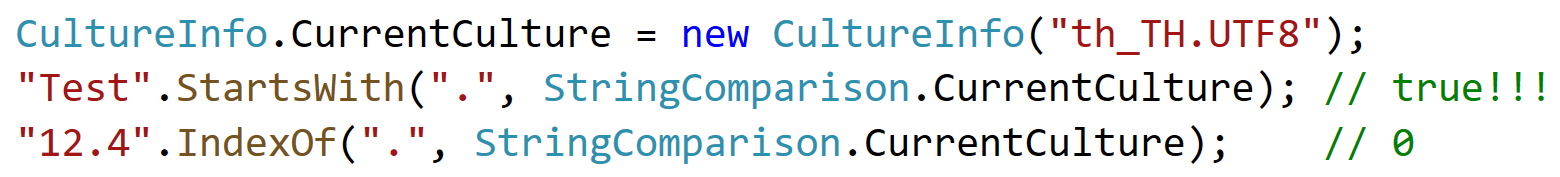 CultureInfo.CurrentCulture = new CultureInfo("th_TH.UTF8");
"Test".StartsWith(".", StringComparison.CurrentCulture); // true!!!
"12.4".IndexOf(".", StringComparison.CurrentCulture);    // 0